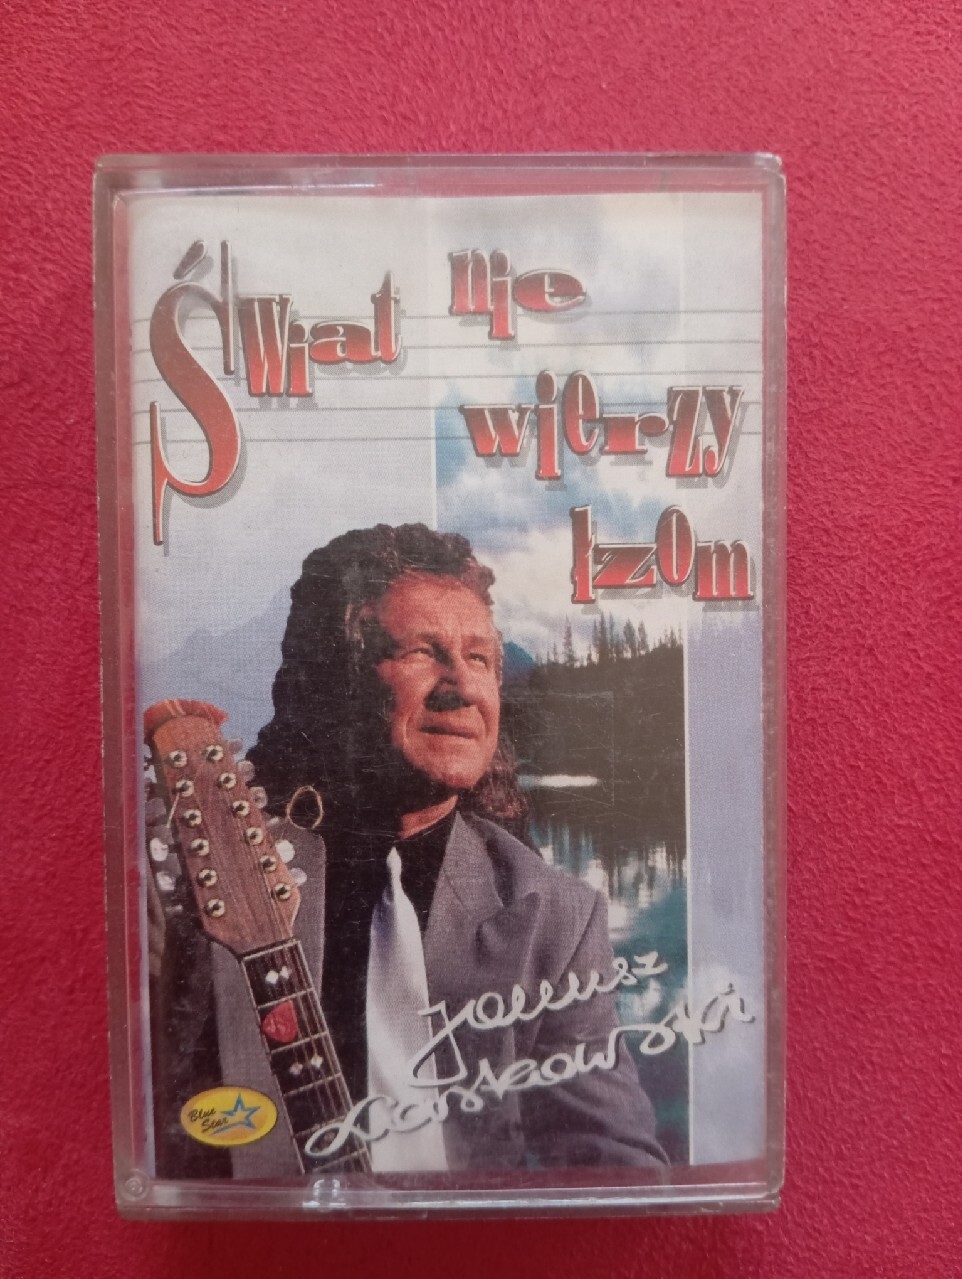 Świat nie
wierzy
łzom
Janusz
Laskowski
Blue
Star